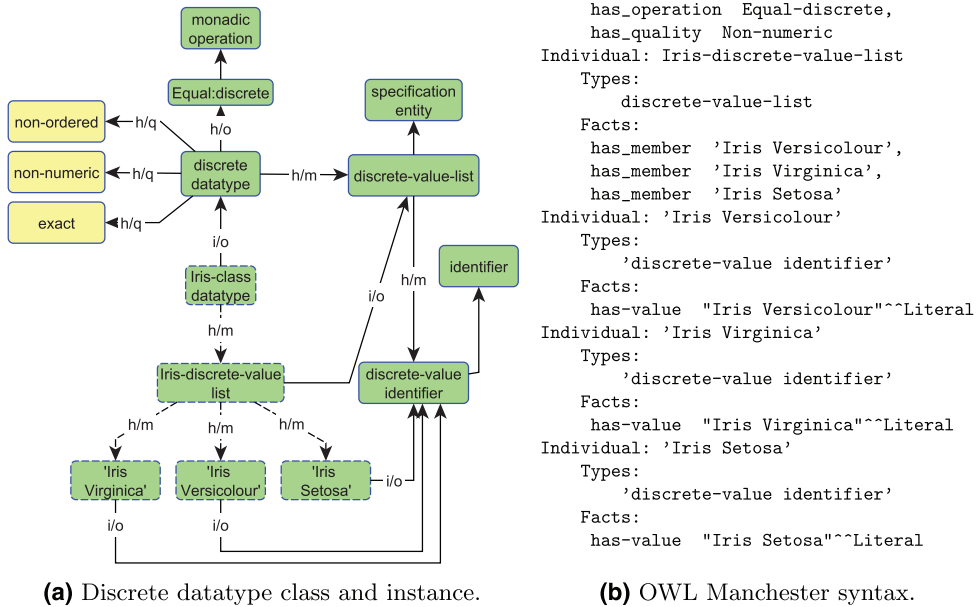 monadic
operation
Equal:discrete
specification
entity
non-ordered
h/q
h/o
non-numeric
h/q
discrete
datatype
h/m
discrete-value-list
exact
h/q
i/o
identifier
Iris-class
datatype
i/o
h/m
h/m
Iris-discrete-value
list
discrete-value
identifier
h/m
h/m
h/m
'Iris
Virginica'
'Iris
Versicolour'
'Iris
Setosa'
i/o
i/o
i/o
(a) Discrete datatype class and instance.
has_operation Equal-discrete,
has_quality Non-numeric
Individual: Iris-discrete-value-list
Types:
discrete-value-list
Facts:
has_member ’Iris Versicolour’,
has_member ’Iris Virginica’,
has_member ’Iris Setosa’
Individual: ’Iris Versicolour’
Types:
’discrete-value identifier’
Facts:
has-value "Iris Versicolour"^^Literal
Individual: ’Iris Virginica’
Types:
’discrete-value identifier’
Facts:
has-value "Iris Virginica"^^Literal
Individual: ’Iris Setosa’
Types:
’discrete-value identifier’
Facts:
has-value "Iris Setosa"^^Literal
(b) OWL Manchester syntax.